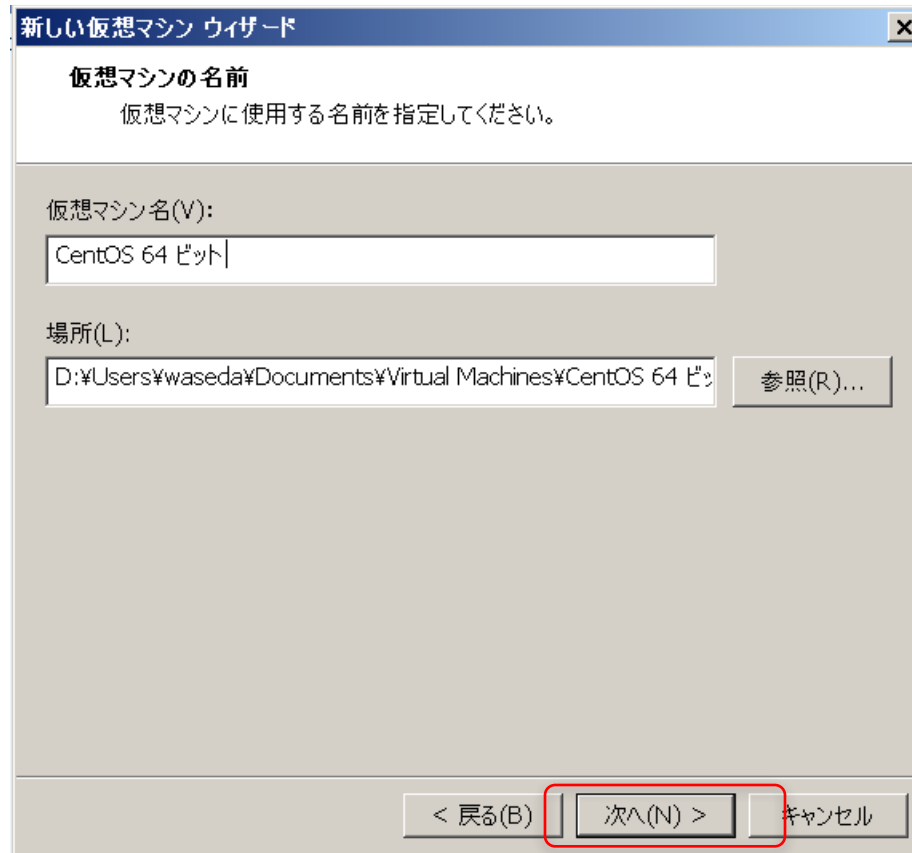 新しい仮想マシン ウィザード
仮想マシンの名前
仮想マシンに使用する名前を指定してください。
仮想マシン名(V):
CentOS 64 ビット
場所(L):
D:¥Users¥waseda¥Documents¥Virtual Machines¥CentOS 64 ビッ
参照(R)...
< 戻る(B)
次へ(N) >
キャンセル